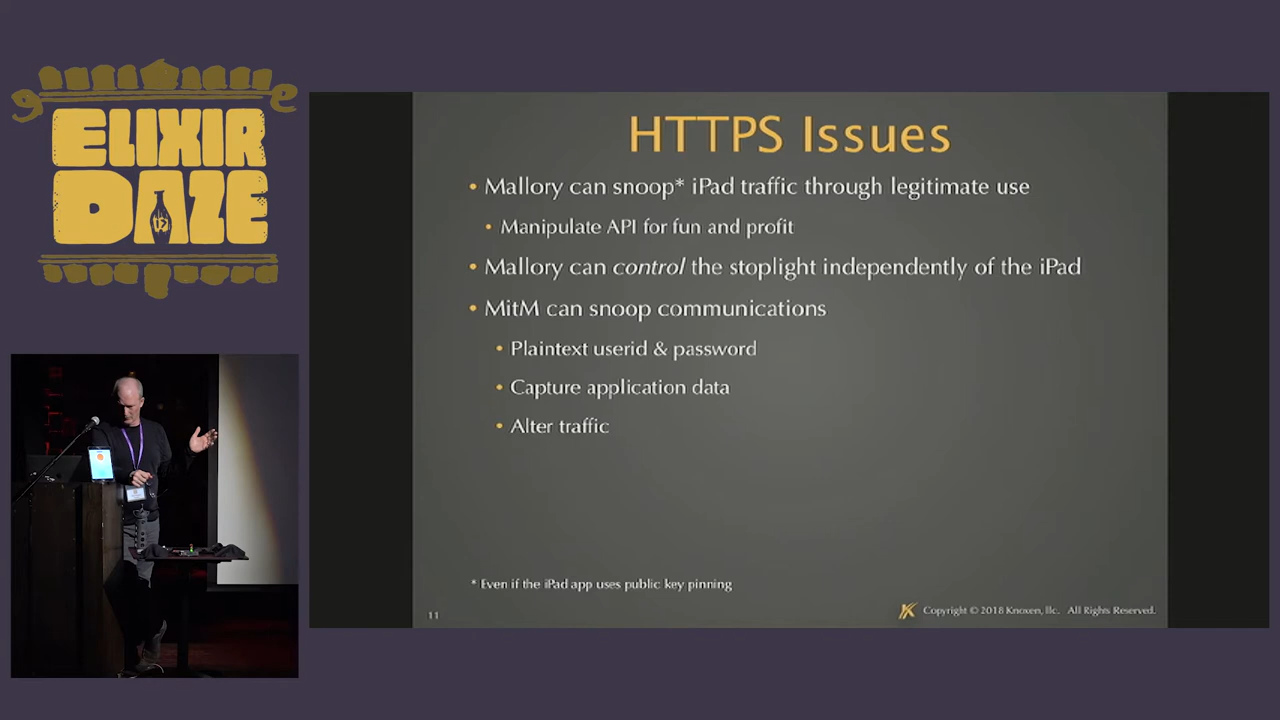 ELIXIR
DAZE
HTTPS Issues
• Mallory can snoop* iPad traffic through legitimate use
• Manipulate API for fun and profit
• Mallory can control the stoplight independently of the iPad
• MitM can snoop communications
• Plaintext userid & password
• Capture application data
• Alter traffic
* Even if the iPad app uses public key pinning
11
Copyright © 2018 Knoxen, llc. All Rights Reserved.